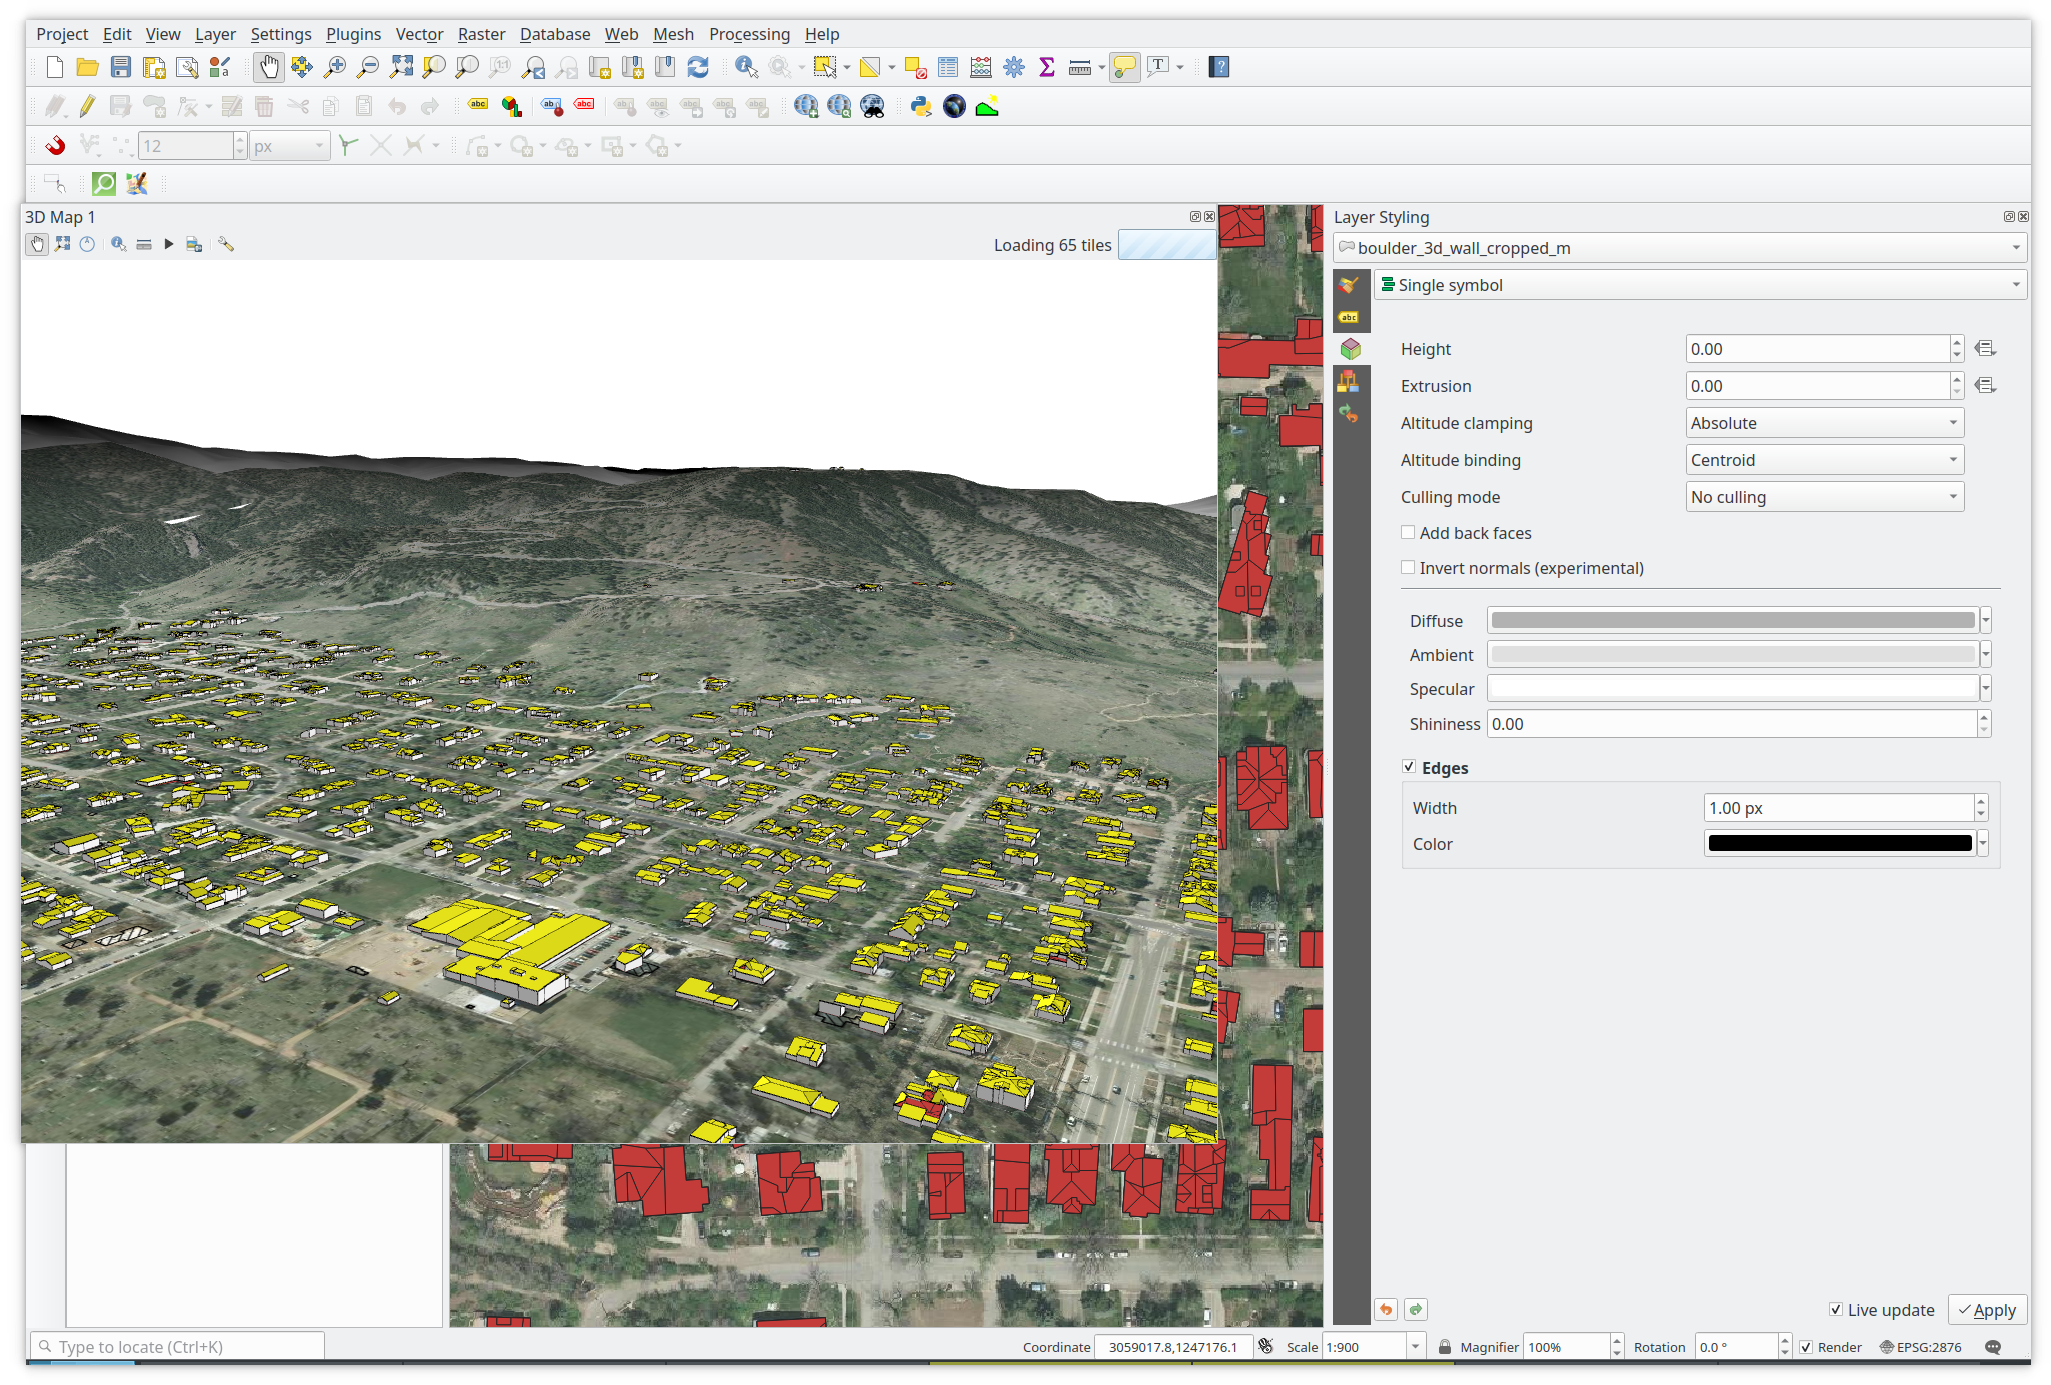 Project Edit View Layer Settings Plugins Vector Raster Database Web Mesh Processing Help
abc abc abc
12 px
3D Map 1
Loading 65 tiles
Layer Styling
boulder_3d_wall_cropped_m
Single symbol
abc
Height 0.00
Extrusion 0.00
Altitude clamping Absolute
Altitude binding Centroid
Culling mode No culling
Add back faces
Invert normals (experimental)
Diffuse
Ambient
Specular
Shininess 0.00
Edges
Width 1.00 px
Color
Live update Apply
Type to locate (Ctrl+K) Coordinate 3059017.8,1247176.1 Scale 1:900 Magnifier 100% Rotation 0.0 ° Render EPSG:2876